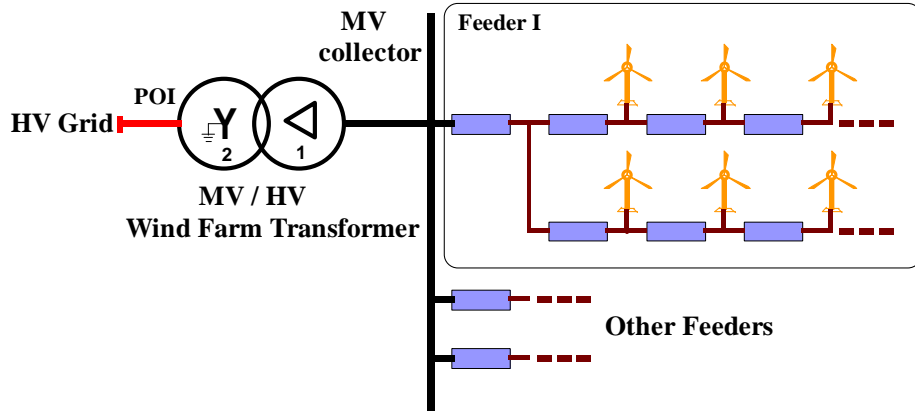 MV
collector
Feeder I
POI
HV Grid
Y
2
1
MV / HV
Wind Farm Transformer
Other Feeders